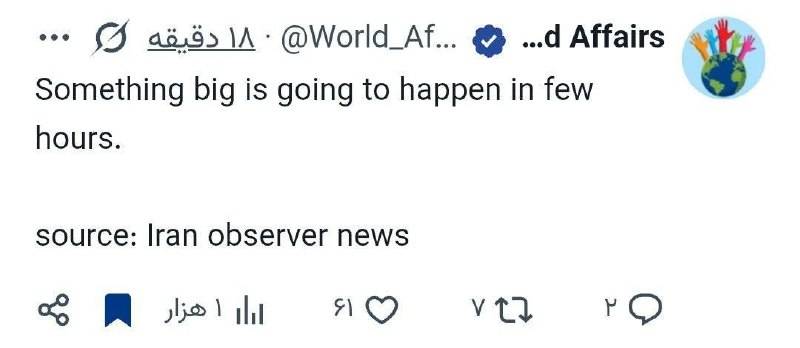 ...d Affairs @World_Af... · ۱۸ دقیقه
Something big is going to happen in few
hours.
source: Iran observer news
۲ ۷ ۶۱ ۱ هزار